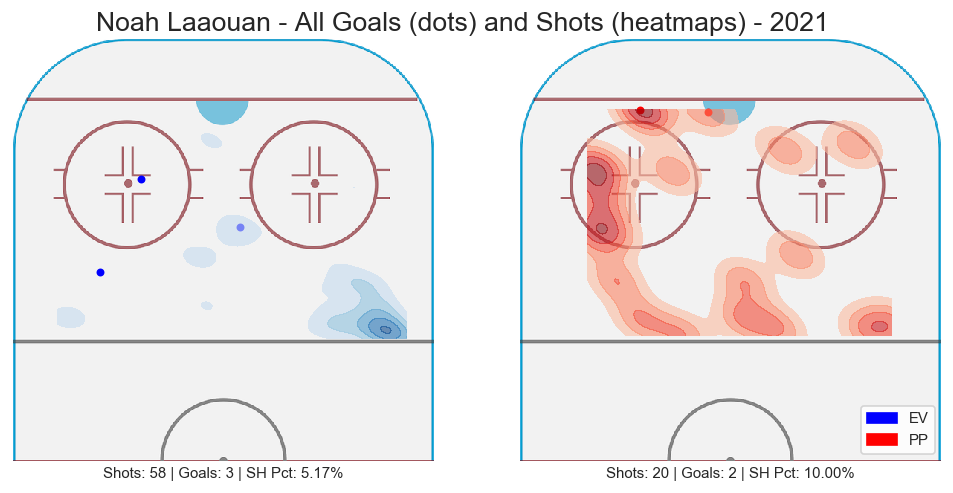 Noah Laaouan - All Goals (dots) and Shots (heatmaps) - 2021
EV
PP
Shots: 58 | Goals: 3 | SH Pct: 5.17%
Shots: 20 | Goals: 2 | SH Pct: 10.00%